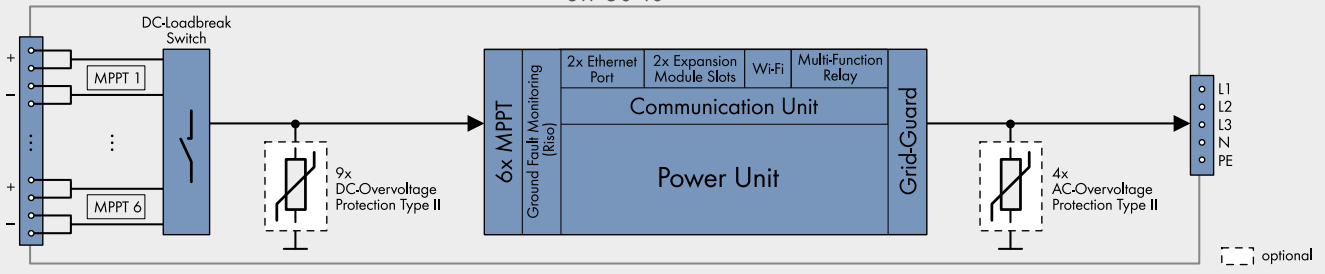 DC-Loadbreak
Switch
+
MPPT 1
−
+
MPPT 6
−
9x
DC-Overvoltage
Protection Type II
6x MPPT
Ground Fault Monitoring
(Riso)
2x Ethernet
Port
2x Expansion
Module Slots
Wi-Fi
Multi-Function
Relay
Communication Unit
Power Unit
Grid-Guard
4x
AC-Overvoltage
Protection Type II
L1
L2
L3
N
PE
optional